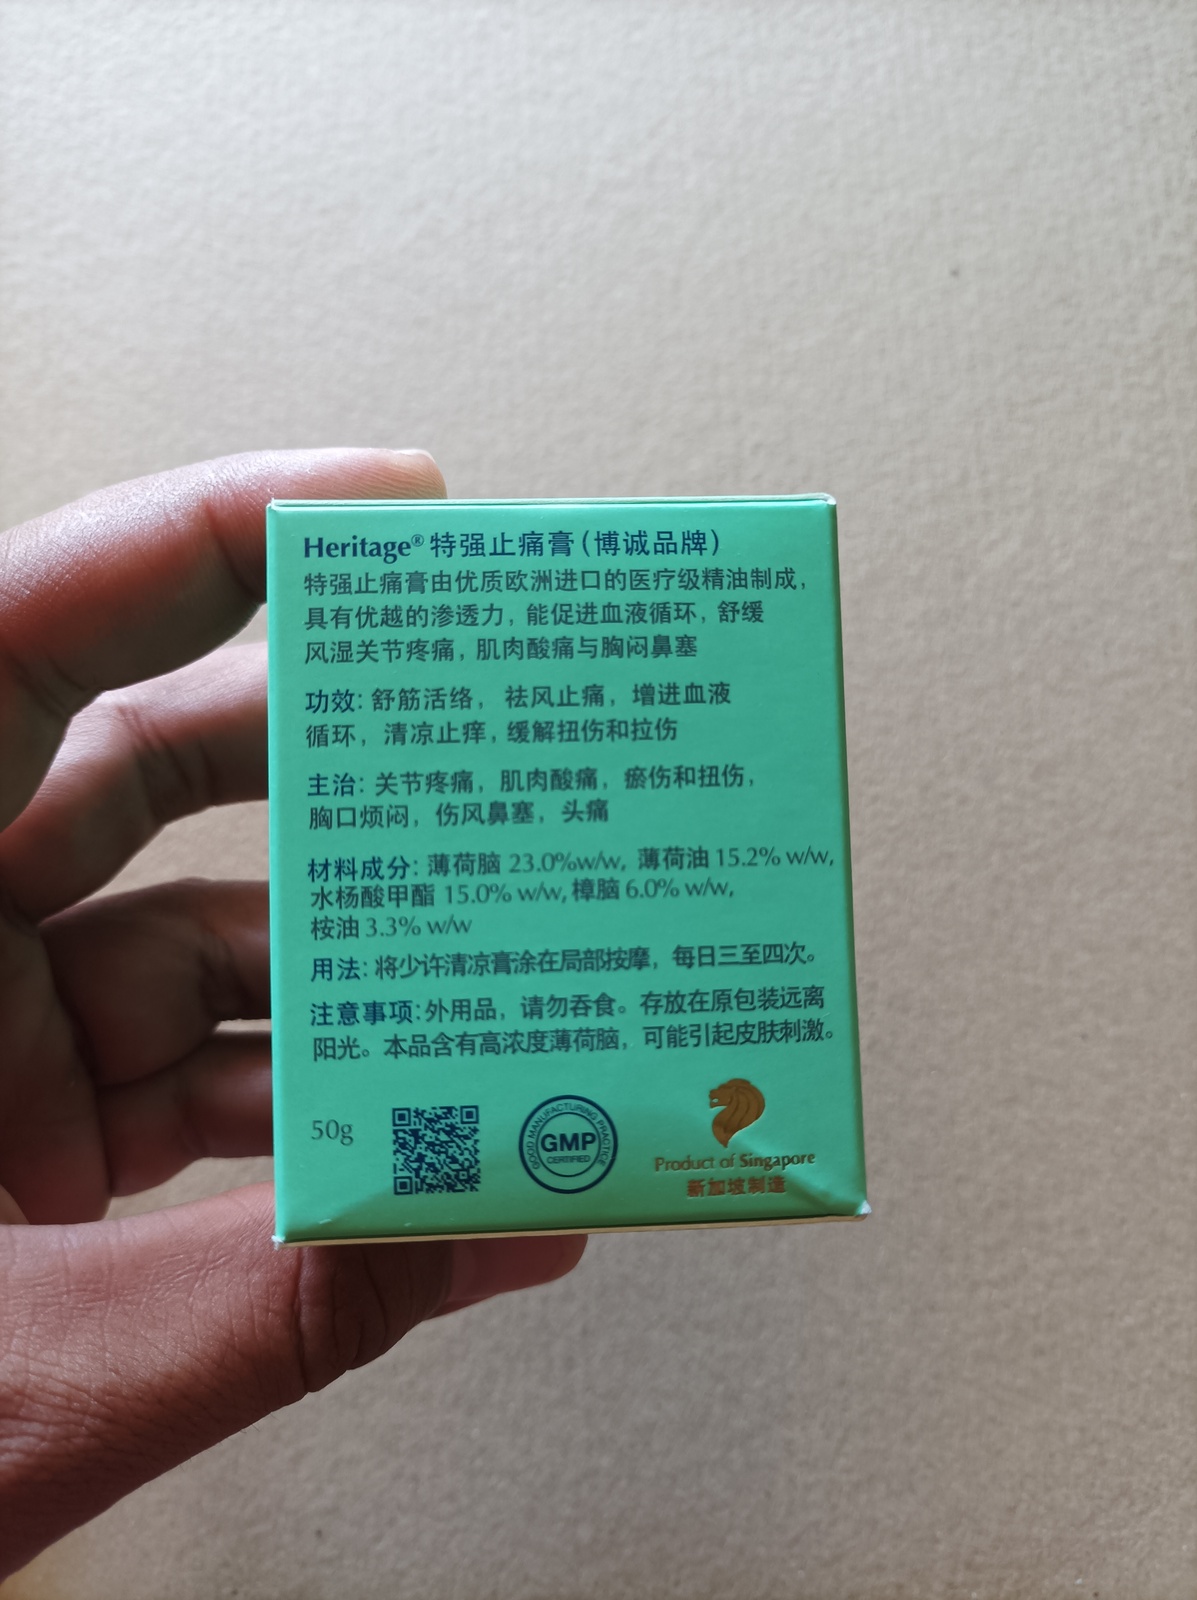 Heritage® 特强止痛膏（博诚品牌）
特强止痛膏由优质欧洲进口的医疗级精油制成，
具有优越的渗透力，能促进血液循环，舒缓
风湿关节疼痛，肌肉酸痛与胸闷鼻塞
功效: 舒筋活络， 祛风止痛，增进血液
循环，清凉止痒，缓解扭伤和拉伤
主治: 关节疼痛，肌肉酸痛，瘀伤和扭伤，
胸口烦闷，伤风鼻塞，头痛
材料成分: 薄荷脑 23.0%w/w, 薄荷油 15.2% w/w,
水杨酸甲酯 15.0% w/w, 樟脑 6.0% w/w,
桉油 3.3% w/w
用法: 将少许清凉膏涂在局部按摩，每日三至四次。
注意事项: 外用品，请勿吞食。存放在原包装远离
阳光。本品含有高浓度薄荷脑，可能引起皮肤刺激。
50g
GOOD MANUFACTURING PRACTICE
GMP
CERTIFIED
Product of Singapore
新加坡制造